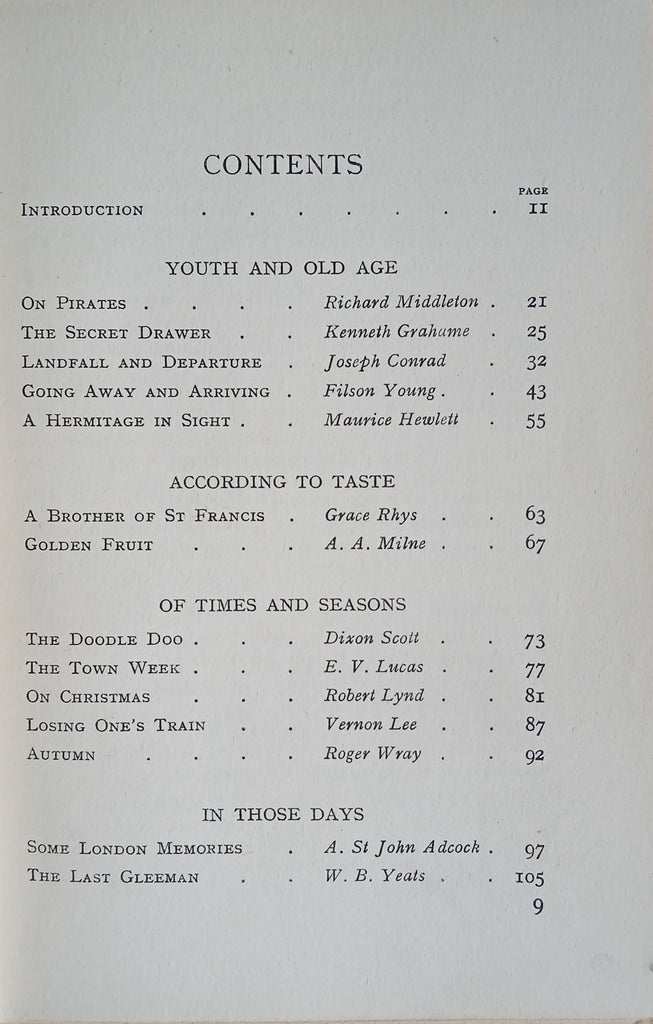 CONTENTS
PAGE
INTRODUCTION . . . . . . . 11
YOUTH AND OLD AGE
ON PIRATES . . . . Richard Middleton . 21
THE SECRET DRAWER . . Kenneth Grahame . 25
LANDFALL AND DEPARTURE . Joseph Conrad . 32
GOING AWAY AND ARRIVING . Filson Young . . 43
A HERMITAGE IN SIGHT . . Maurice Hewlett . 55
ACCORDING TO TASTE
A BROTHER OF ST FRANCIS . Grace Rhys . . 63
GOLDEN FRUIT . . . A. A. Milne . . 67
OF TIMES AND SEASONS
THE DOODLE DOO . . . Dixon Scott . . 73
THE TOWN WEEK . . . E. V. Lucas . . 77
ON CHRISTMAS . . . Robert Lynd . . 81
LOSING ONE'S TRAIN . . Vernon Lee . . 87
AUTUMN . . . . Roger Wray . . 92
IN THOSE DAYS
SOME LONDON MEMORIES . A. St John Adcock . 97
THE LAST GLEEMAN . . W. B. Yeats . . 105
9